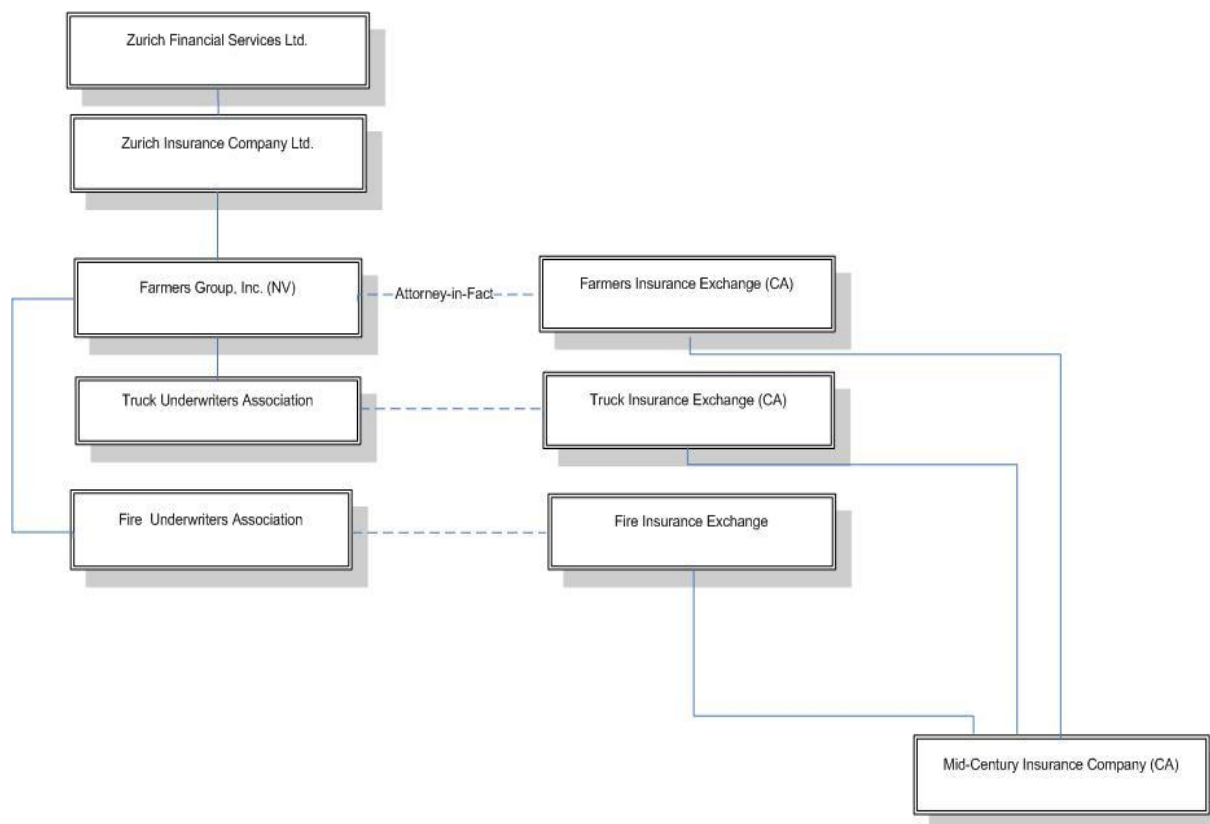 Zurich Financial Services Ltd.
Zurich Insurance Company Ltd.
Farmers Group, Inc. (NV)
Attorney-in-Fact
Farmers Insurance Exchange (CA)
Truck Underwriters Association
Truck Insurance Exchange (CA)
Fire Underwriters Association
Fire Insurance Exchange
Mid-Century Insurance Company (CA)